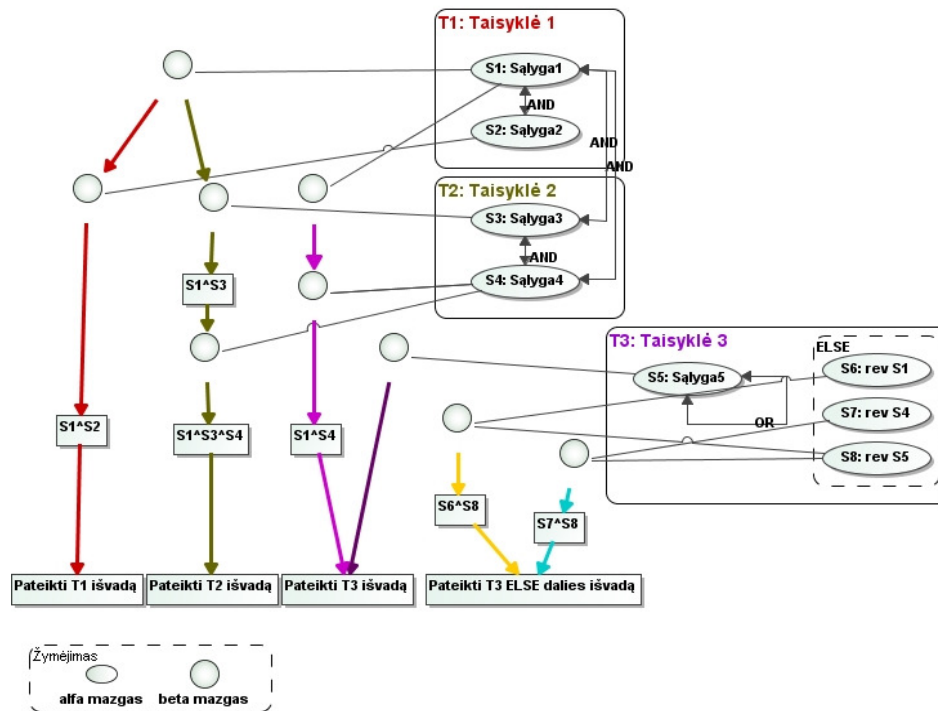 T1: Taisyklė 1
S1: Sąlyga1
AND
S2: Sąlyga2
AND
AND
T2: Taisyklė 2
S3: Sąlyga3
AND
S4: Sąlyga4
S1^S3
T3: Taisyklė 3
ELSE
S5: Sąlyga5
S6: rev S1
S7: rev S4
OR
S8: rev S5
S1^S2
S1^S3^S4
S1^S4
S6^S8
S7^S8
Pateikti T1 išvadą
Pateikti T2 išvadą
Pateikti T3 išvadą
Pateikti T3 ELSE dalies išvadą
Žymėjimas
alfa mazgas
beta mazgas